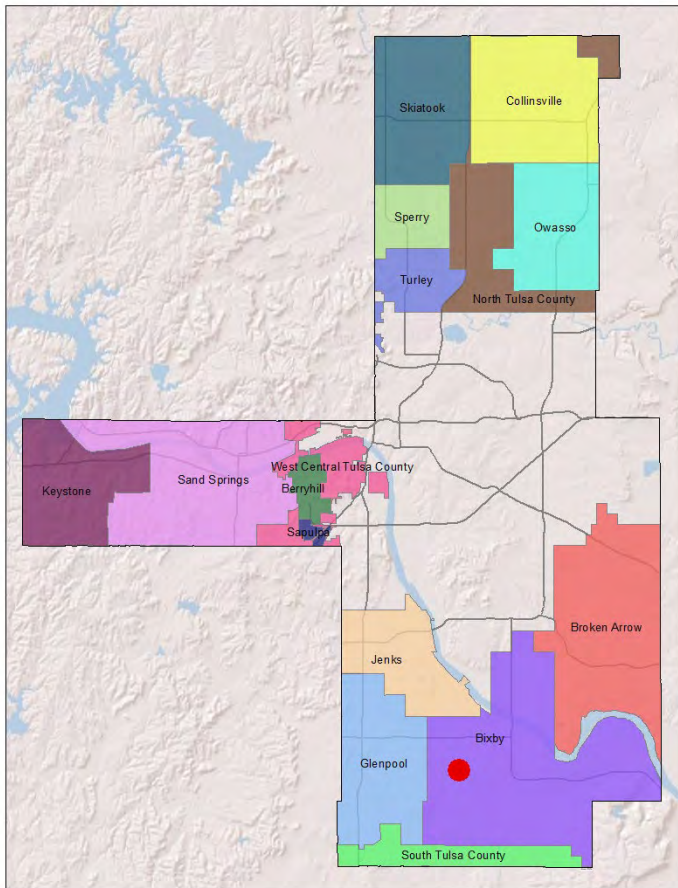 Skiatook
Collinsville
Sperry
Owasso
Turley
North Tulsa County
West Central Tulsa County
Keystone
Sand Springs
Berryhill
Sapulpa
Broken Arrow
Jenks
Bixby
Glenpool
South Tulsa County